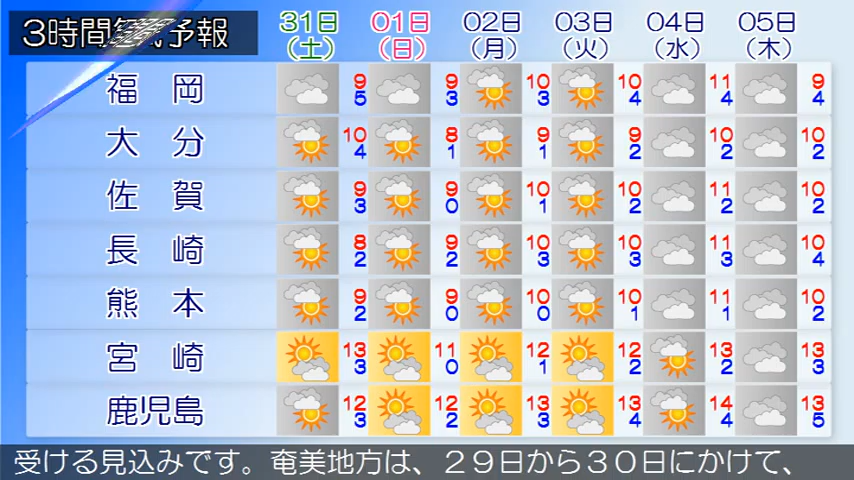 3時間 予報
31日 01日 02日 03日 04日 05日
(土) (日) (月) (火) (水) (木)
福岡 9 5 9 3 10 3 10 4 11 4 9 4
大分 10 4 8 1 9 1 9 2 10 2 10 2
佐賀 9 3 9 0 10 1 10 2 11 2 10 2
長崎 8 2 9 2 10 3 10 3 11 3 10 4
熊本 9 2 9 0 10 0 10 1 11 1 10 2
宮崎 13 3 11 0 12 1 12 2 13 2 13 3
鹿児島 12 3 12 2 13 3 13 4 14 4 13 5
受ける見込みです。奄美地方は、29日から30日にかけて、